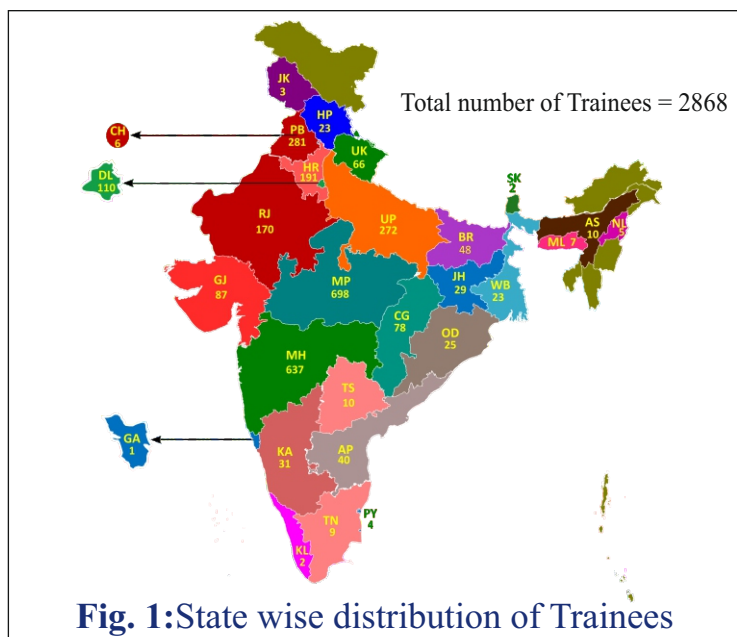 Total number of Trainees = 2868
JK
3
HP
23
CH
6
PB
281
UK
66
HR
191
DL
110
SK
2
RJ
170
UP
272
BR
48
AS
10
NL
5
ML 7
GJ
87
MP
698
JH
29
WB
23
CG
78
OD
25
MH
637
TS
10
GA
1
KA
31
AP
40
TN
9
PY
4
KL
2
Fig. 1:State wise distribution of Trainees